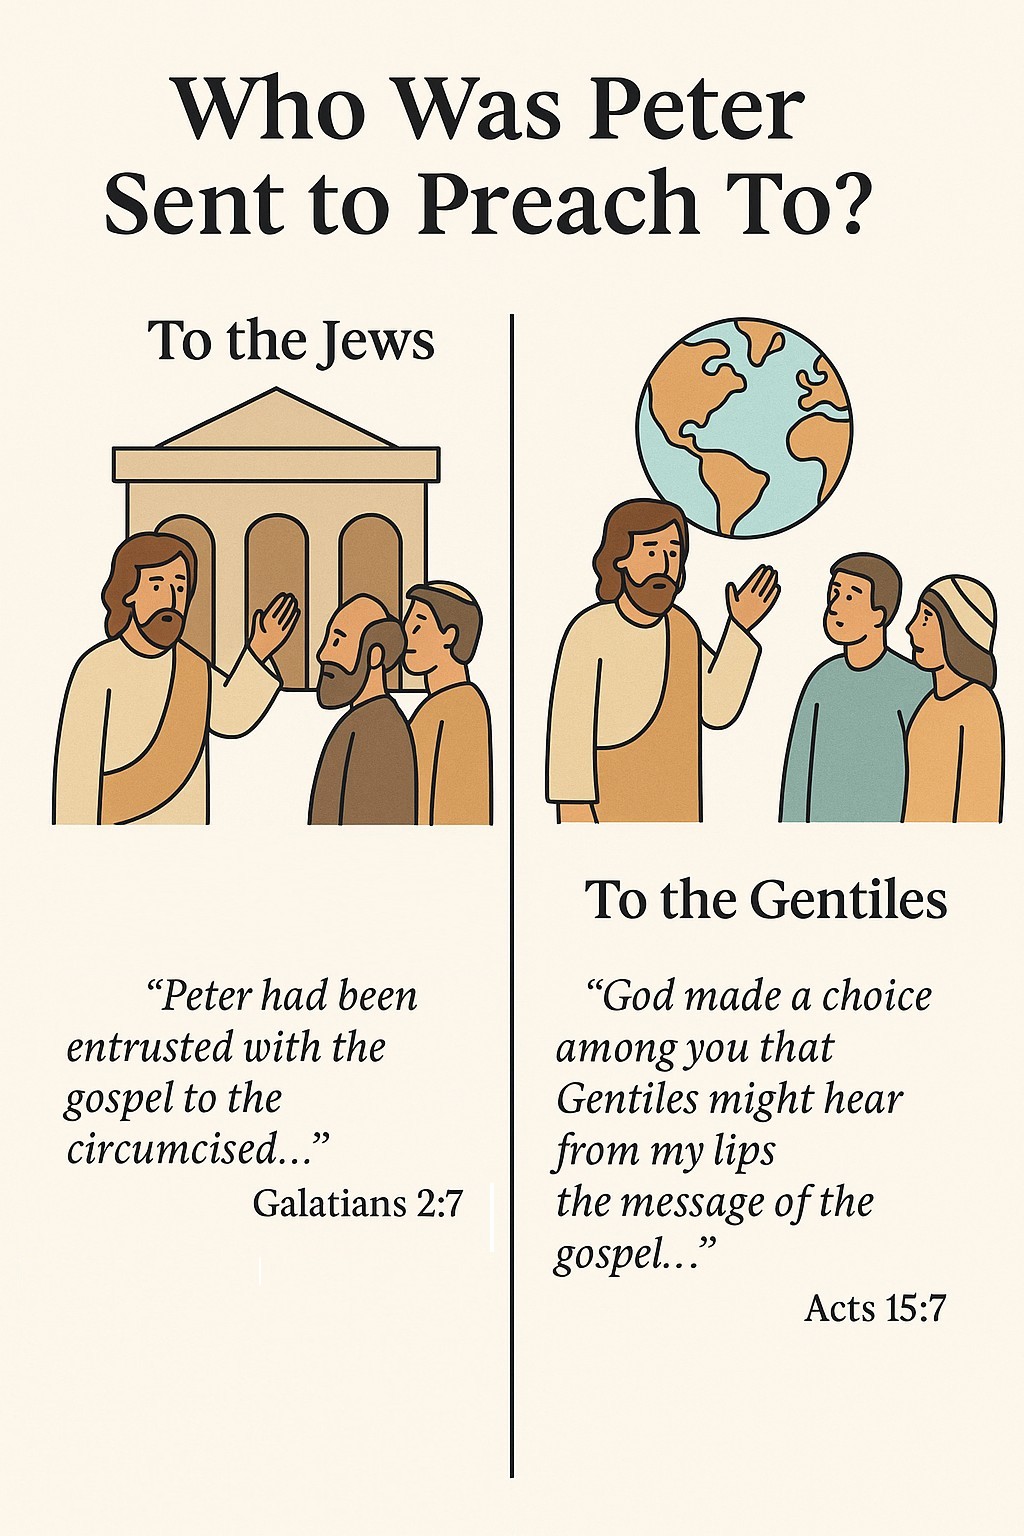 Who Was Peter
Sent to Preach To?
To the Jews
“Peter had been
entrusted with the
gospel to the
circumcised...”
Galatians 2:7
To the Gentiles
“God made a choice
among you that
Gentiles might hear
from my lips
the message of the
gospel...”
Acts 15:7